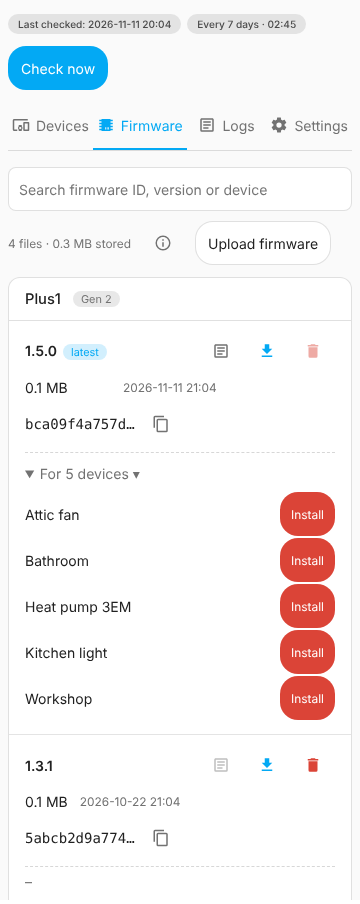 Last checked: 2026-11-11 20:04 Every 7 days · 02:45
Check now
Devices Firmware Logs Settings
Search firmware ID, version or device
4 files · 0.3 MB stored Upload firmware
Plus1 Gen 2
1.5.0 latest
0.1 MB 2026-11-11 21:04
bca09f4a757d…
▼ For 5 devices ▾
Attic fan Install
Bathroom Install
Heat pump 3EM Install
Kitchen light Install
Workshop Install
1.3.1
0.1 MB 2026-10-22 21:04
5abcb2d9a774…
–